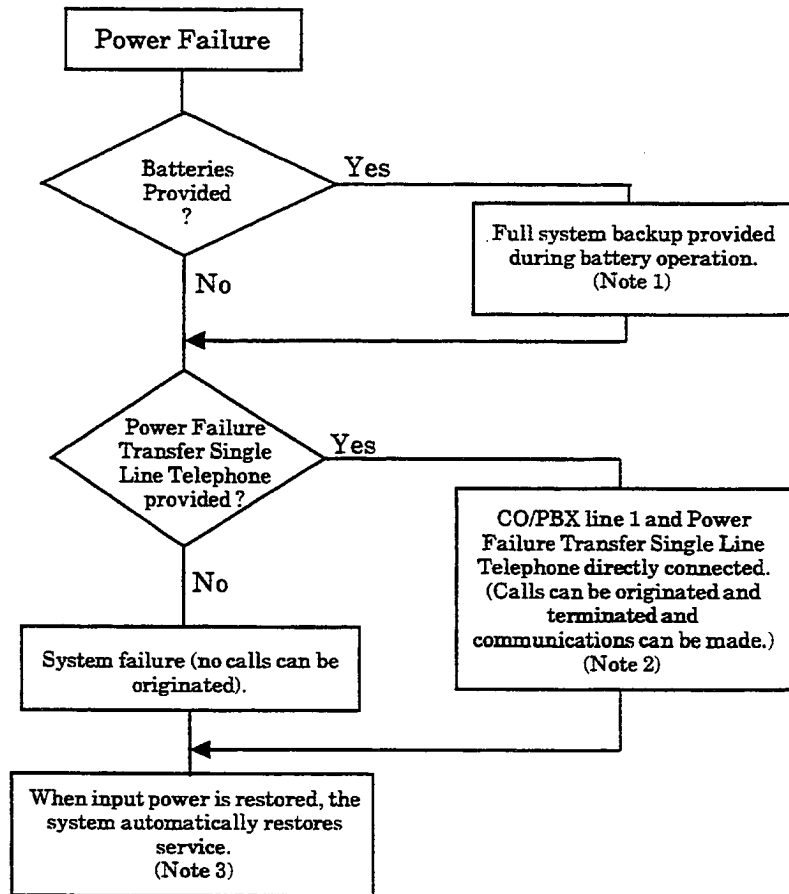 Power Failure
Batteries
Provided
?
Yes
Full system backup provided
during battery operation.
(Note 1)
No
Power Failure
Transfer Single
Line Telephone
provided ?
Yes
CO/PBX line 1 and Power
Failure Transfer Single Line
Telephone directly connected.
(Calls can be originated and
terminated and
communications can be made.)
(Note 2)
No
System failure (no calls can be
originated).
When input power is restored, the
system automatically restores
service.
(Note 3)